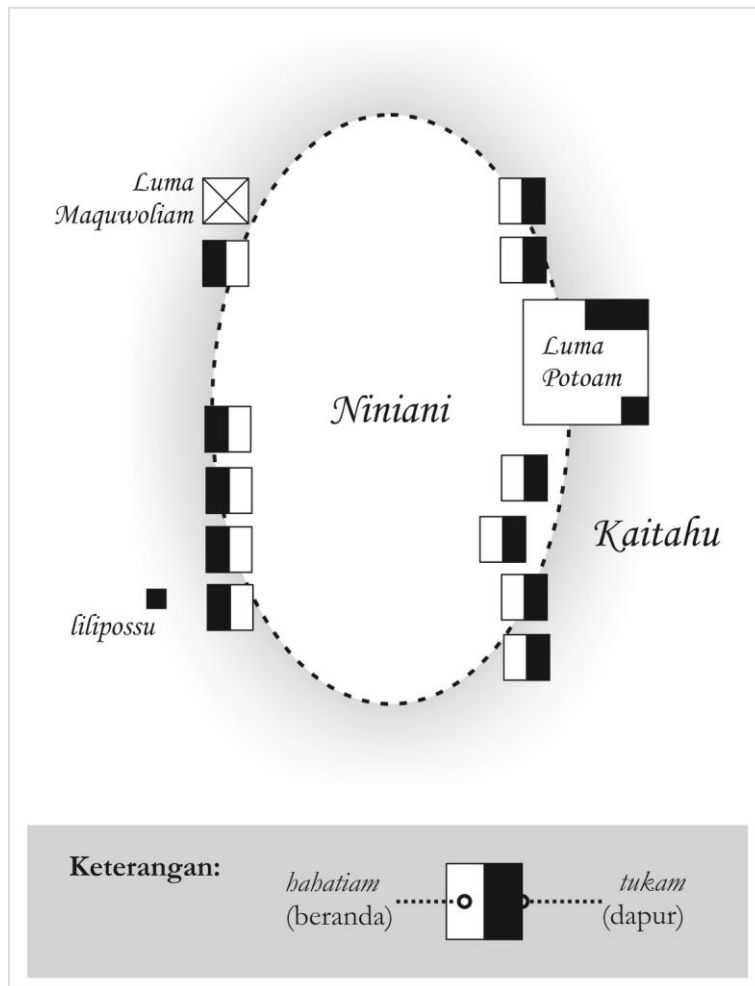 Luma
Maquwoliam
Luma
Potoam
Niniani
Kaitahu
lilipossu
Keterangan:
hahatiam
(beranda)
tukam
(dapur)